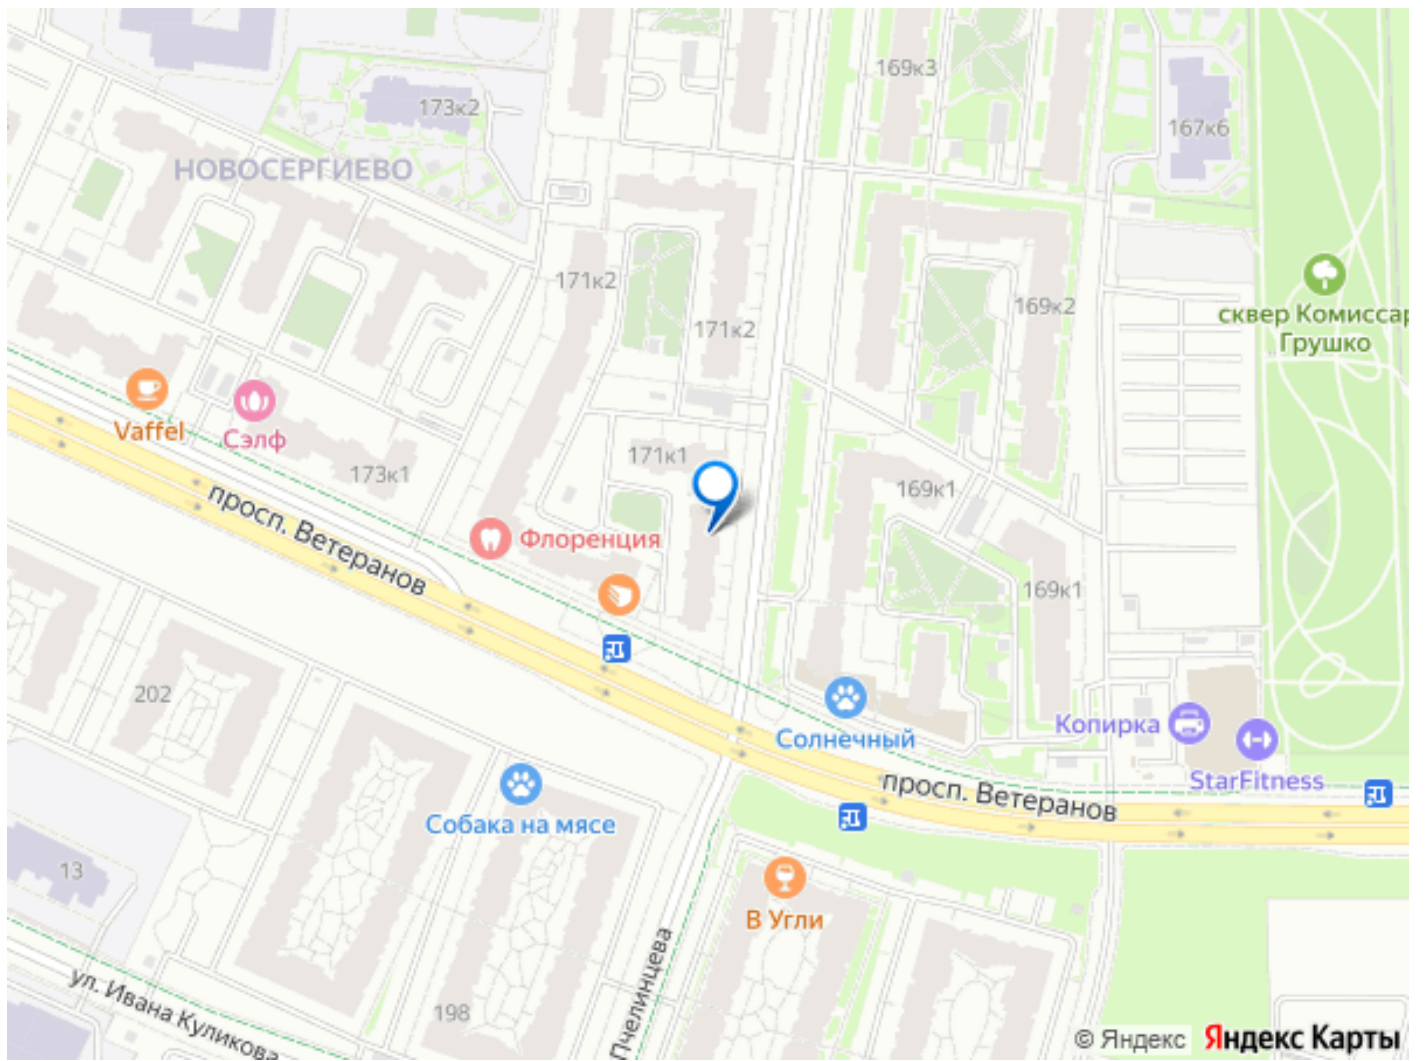 169к3
173к2
167к6
НОВОСЕРГИЕВО
171к2
169к2
сквер Комиссар
Грушко
171к2
Vaffel
Сэлф
173к1
171к1
169к1
просп. Ветеранов
Флоренция
169к1
202
Солнечный
Копирка
StarFitness
просп. Ветеранов
Собака на мясе
13
В Угли
Пчелинцева
ул. Ивана Куликова
198
© Яндекс Яндекс Карты